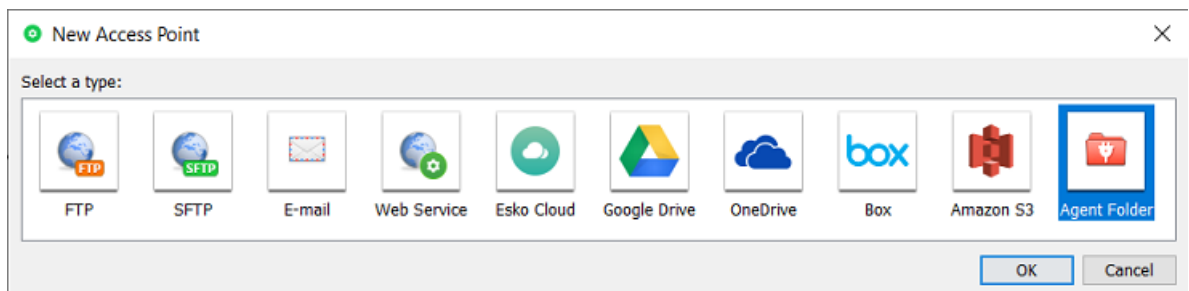 New Access Point
Select a type:
FTP
SFTP
box
FTP SFTP E-mail Web Service Esko Cloud Google Drive OneDrive Box Amazon S3 Agent Folder
OK Cancel